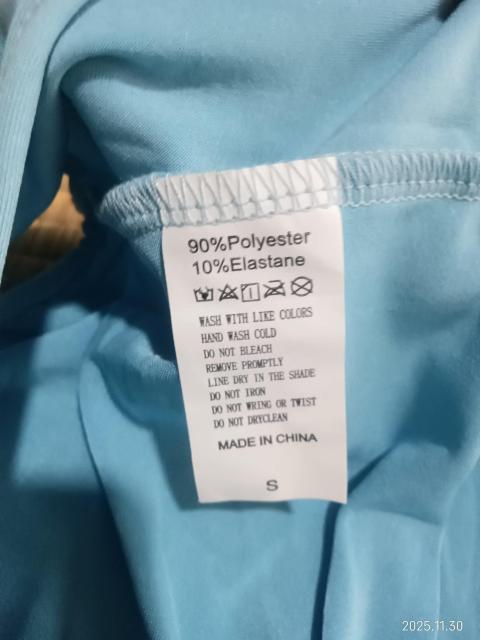 90%Polyester
10%Elastane
WASH WITH LIKE COLORS
HAND WASH COLD
DO NOT BLEACH
REMOVE PROMPTLY
LINE DRY IN THE SHADE
DO NOT IRON
DO NOT WRING OR TWIST
DO NOT DRYCLEAN
MADE IN CHINA
S
2025.11.30